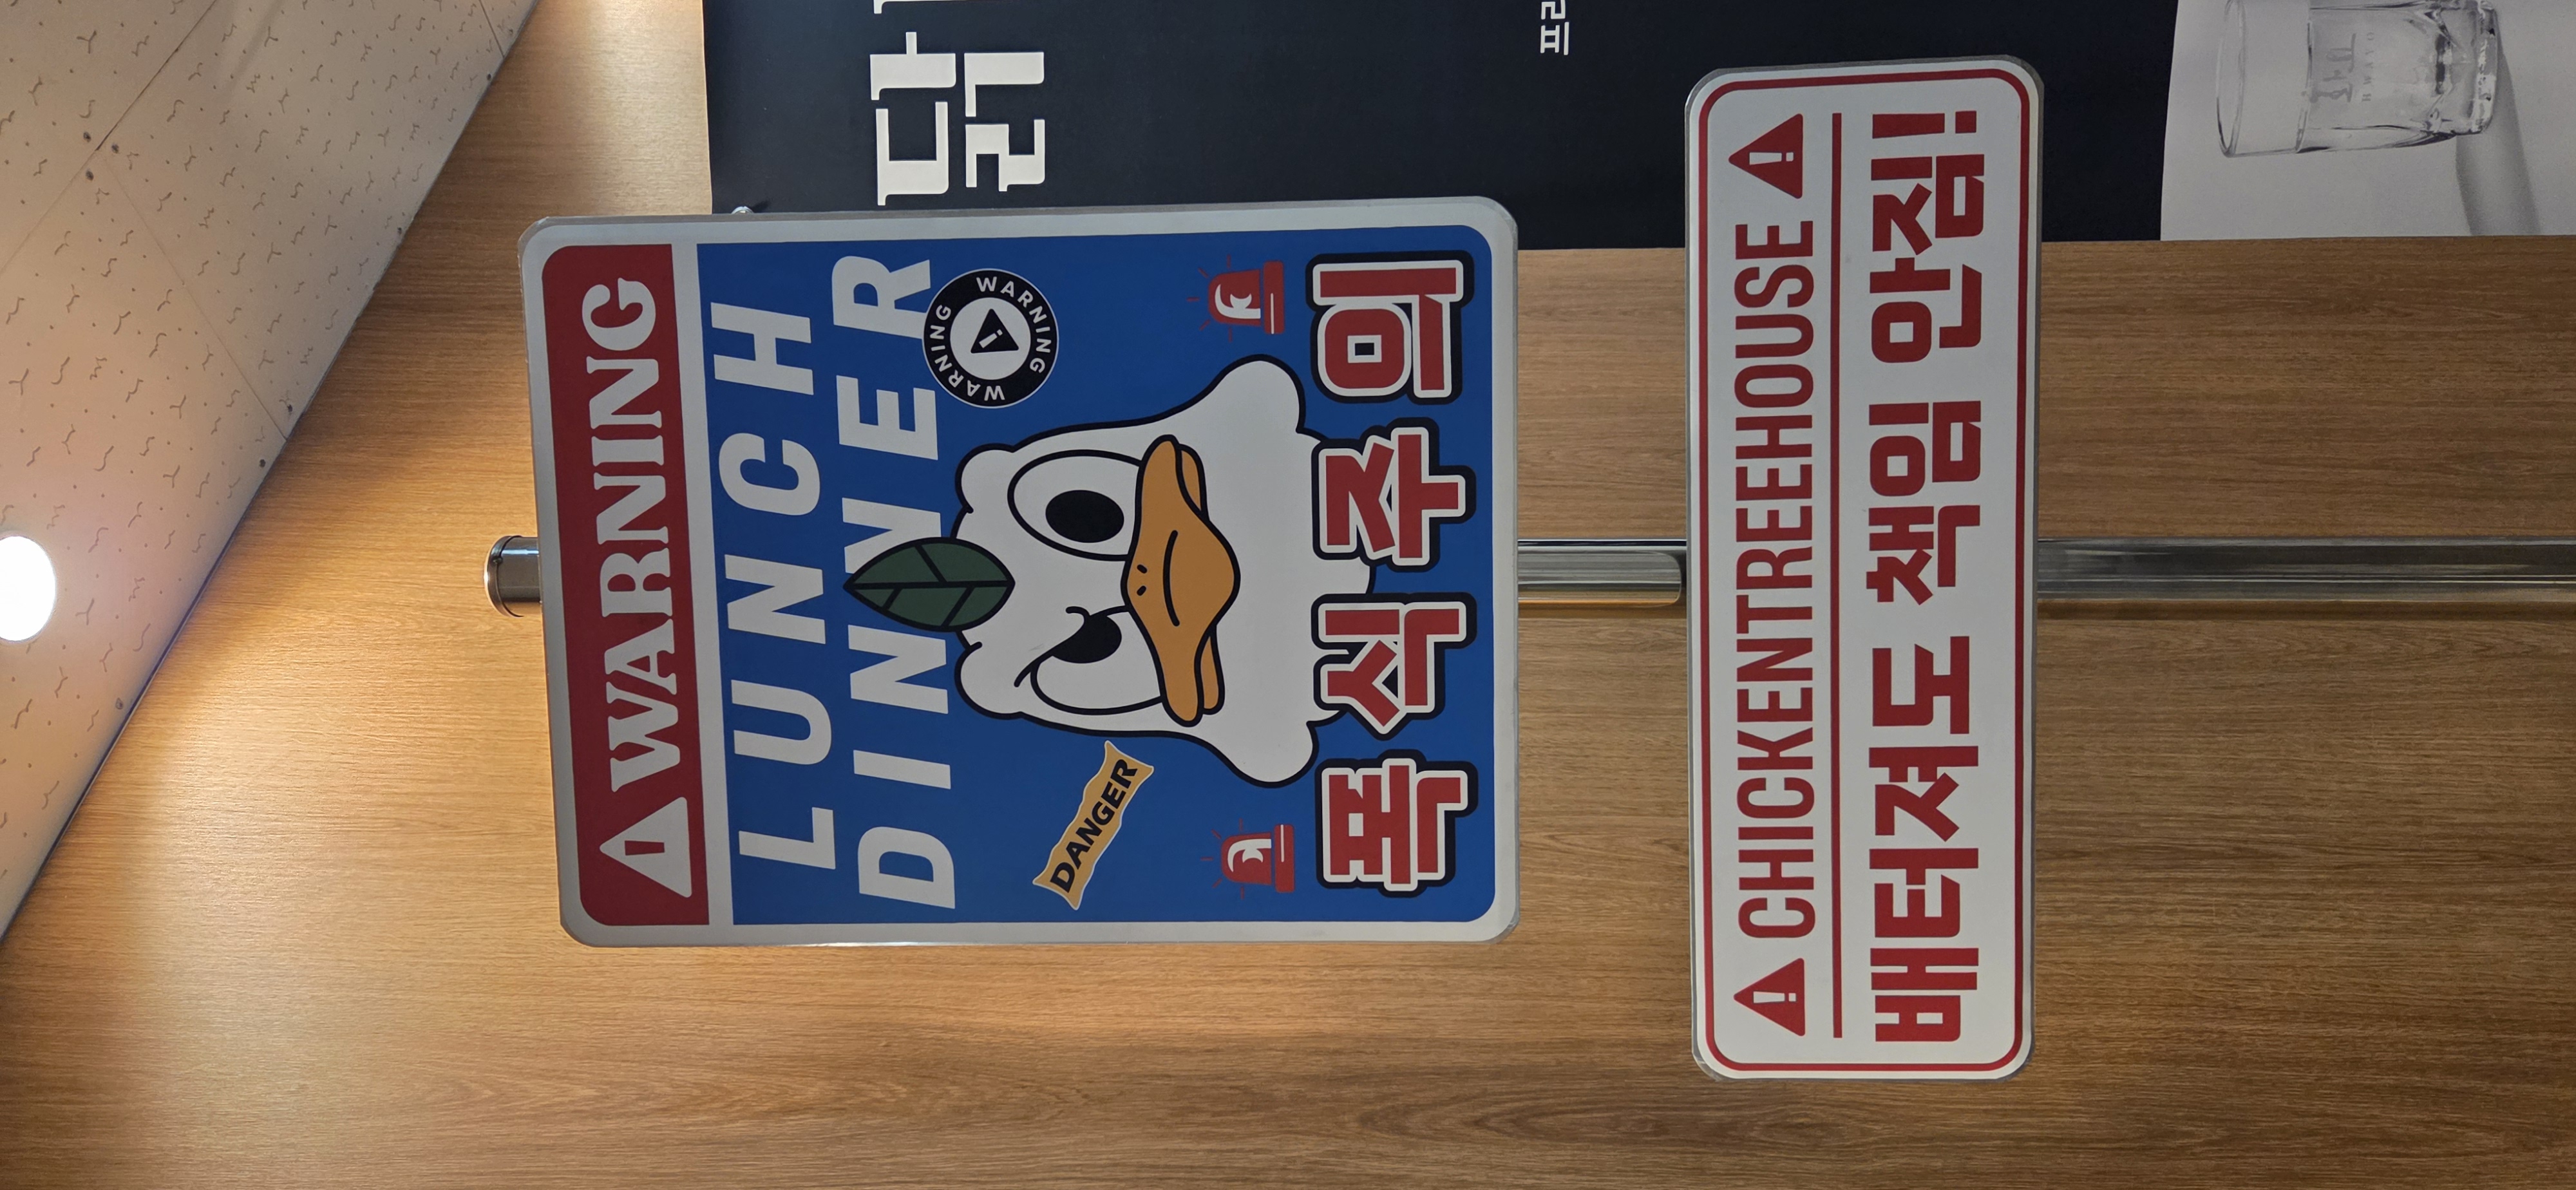 WARNING
LUNCH
DINNER
WARNING WARNING WARNING
DANGER
폭식주의
CHICKENTREEHOUSE
배터져도 책임 안짐!